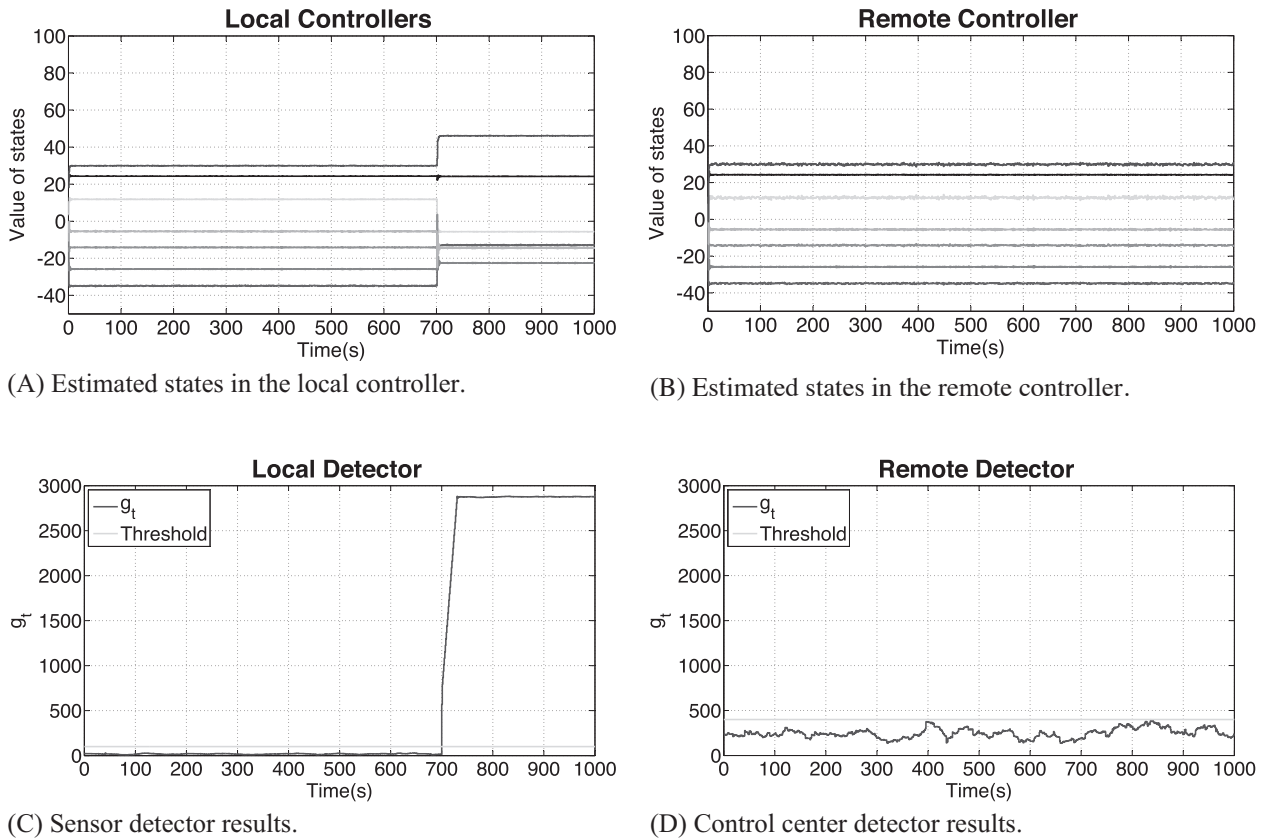 Local Controllers
100
80
60
40
20
0
-20
-40
Value of states
0 100 200 300 400 500 600 700 800 900 1000
Time(s)
(A) Estimated states in the local controller.
Remote Controller
100
80
60
40
20
0
-20
-40
Value of states
0 100 200 300 400 500 600 700 800 900 1000
Time(s)
(B) Estimated states in the remote controller.
Local Detector
3000
2500
2000
1500
1000
500
0
g_t
g_t
Threshold
0 100 200 300 400 500 600 700 800 900 1000
Time(s)
(C) Sensor detector results.
Remote Detector
3000
2500
2000
1500
1000
500
0
g_t
g_t
Threshold
0 100 200 300 400 500 600 700 800 900 1000
Time(s)
(D) Control center detector results.